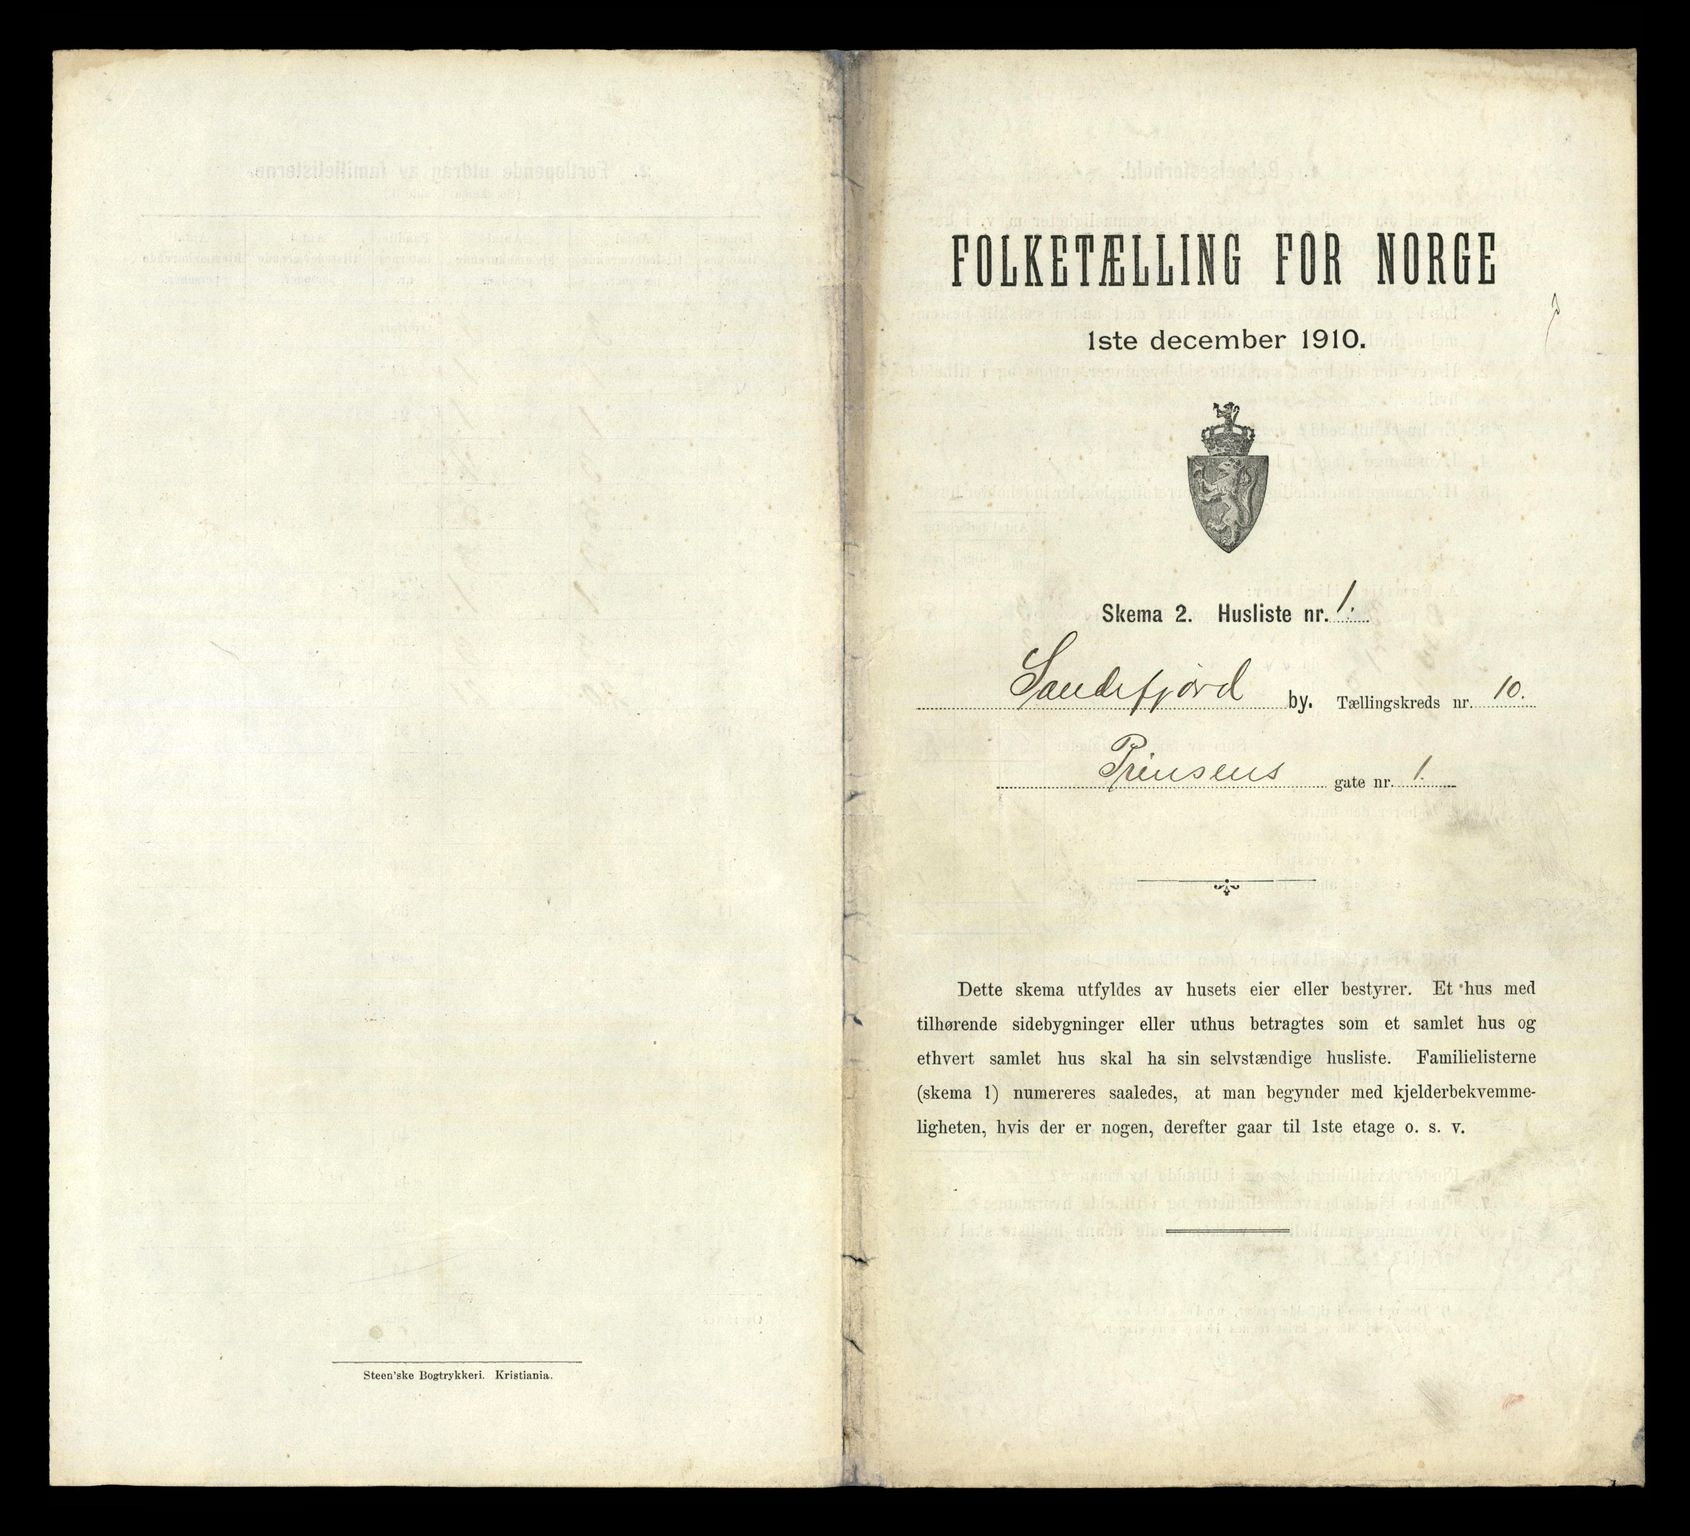 FOLKETÆLLING FOR NORGE
1ste december 1910.
Skema 2. Husliste nr. 1.
Sandefjord by. Tællingskreds nr. 10.
Prinsens gate nr. 1.
Dette skema utfyldes av husets eier eller bestyrer. Et hus med
tilhørende sidebygninger eller uthus betragtes som et samlet hus og
ethvert samlet hus skal ha sin selvstændige husliste. Familielisterne
(skema 1) numereres saaledes, at man begynder med kjelderbekvemme-
ligheten, hvis der er nogen, derefter gaar til 1ste etage o. s. v.
Steen'ske Bogtrykkeri. Kristiania.